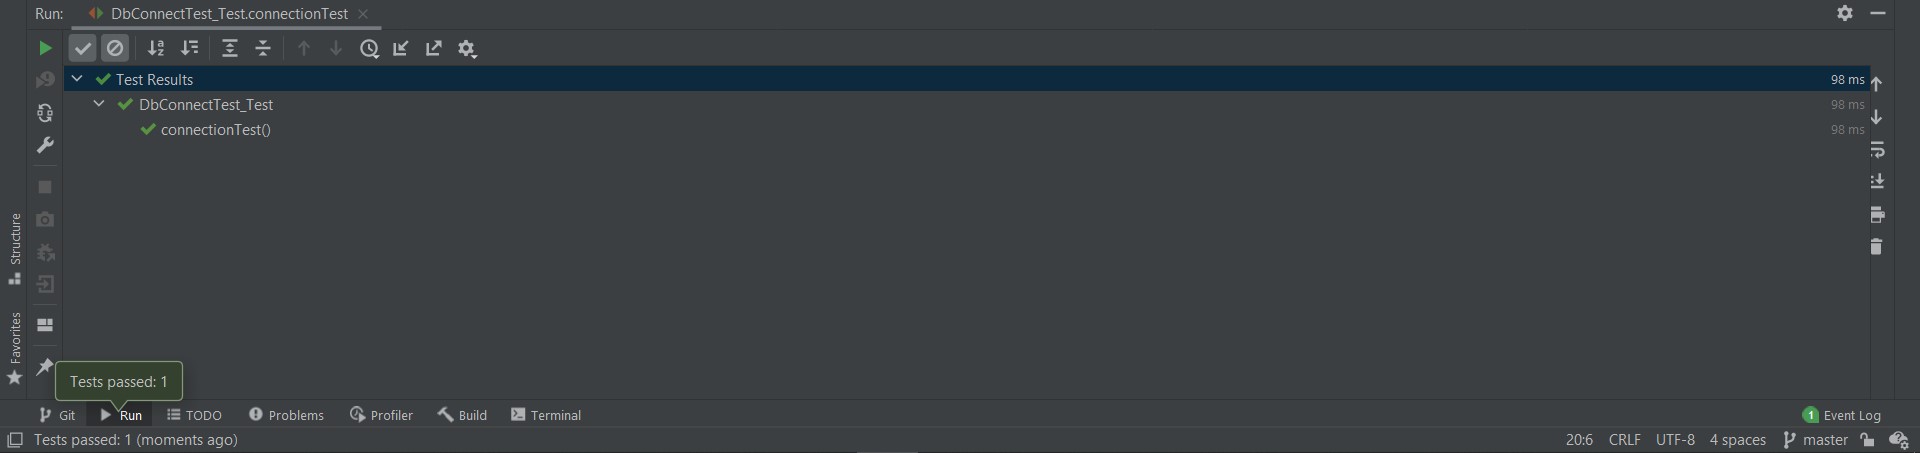 Run: DbConnectTest_Test.connectionTest
Test Results 98 ms
DbConnectTest_Test 98 ms
connectionTest() 98 ms
Structure
Favorites
Tests passed: 1
Git Run TODO Problems Profiler Build Terminal 1 Event Log
Tests passed: 1 (moments ago) 20:6 CRLF UTF-8 4 spaces master